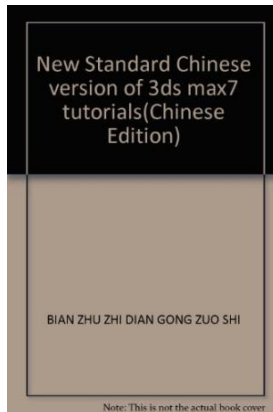 New Standard Chinese
version of 3ds max7
tutorials(Chinese
Edition)
BIAN ZHU ZHI DIAN GONG ZUO SHI
Note: This is not the actual book cover